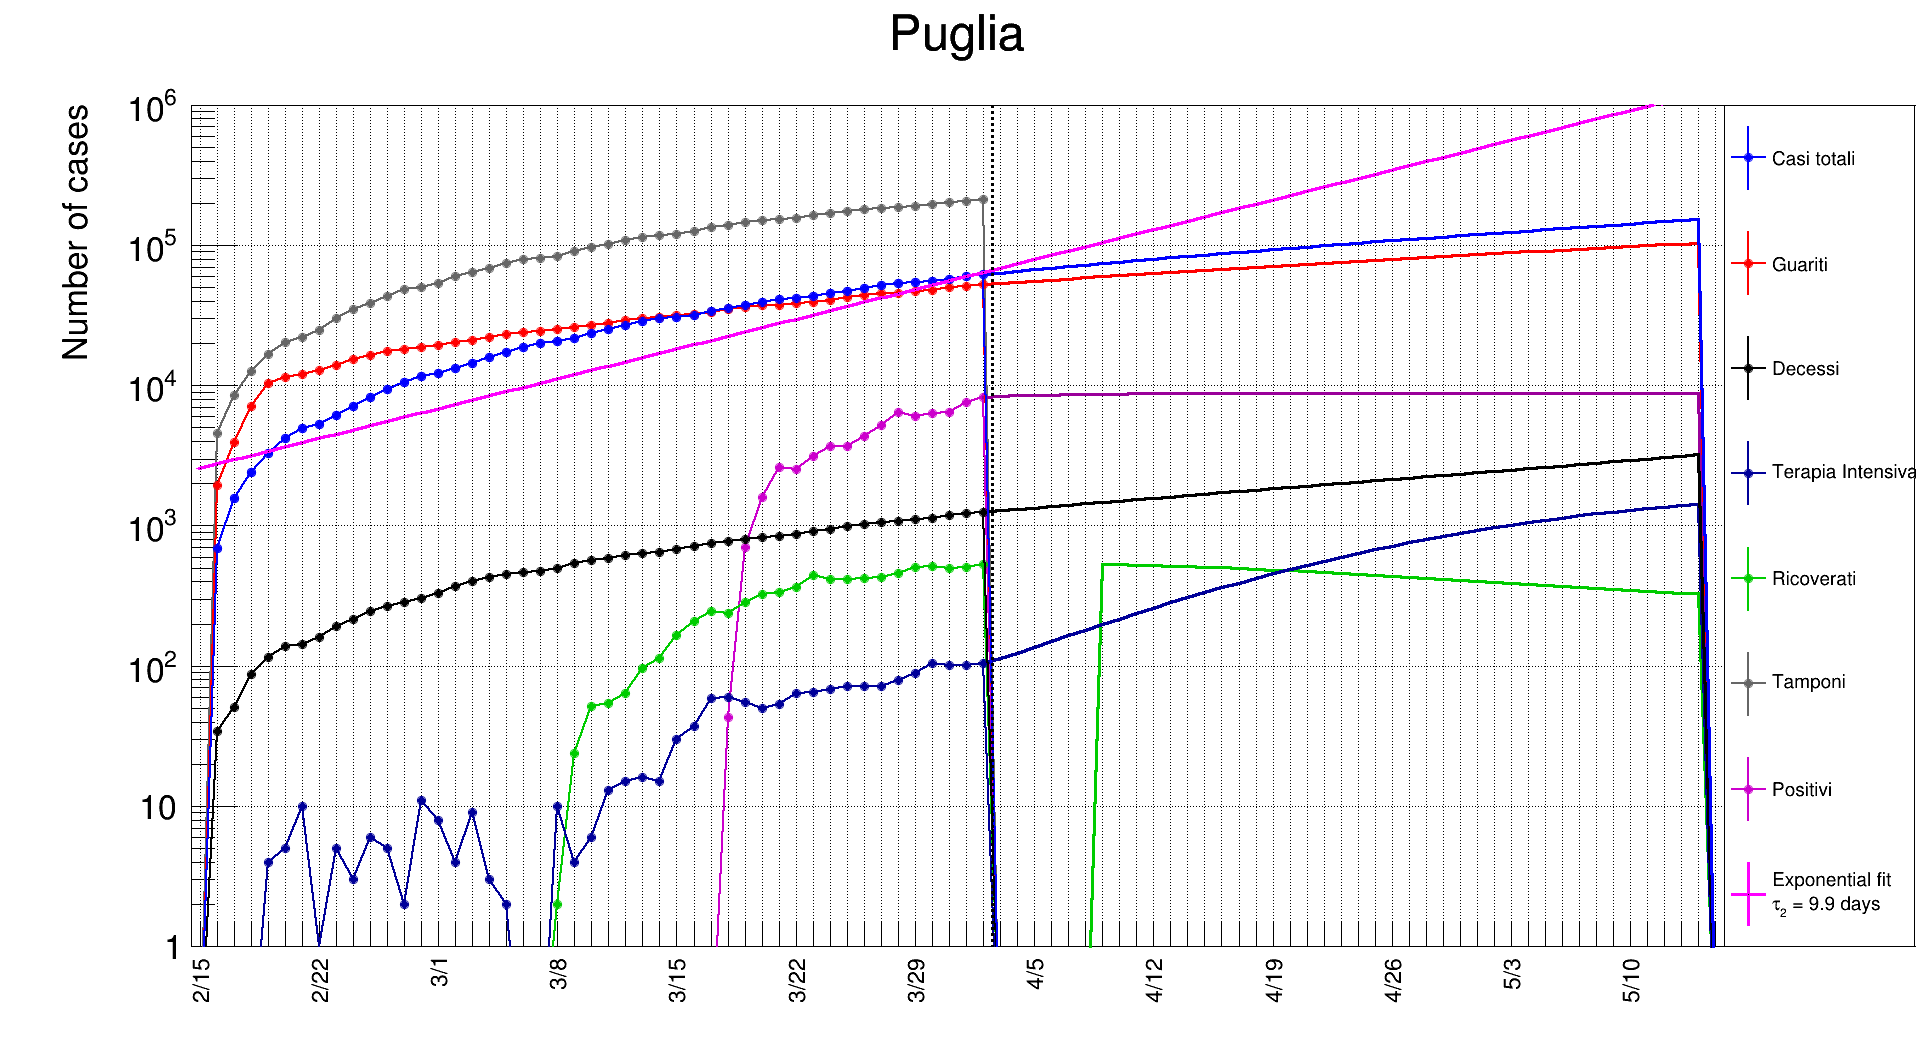 Puglia
Number of cases
10^6
10^5
10^4
10^3
10^2
10
1
2/15 2/22 3/1 3/8 3/15 3/22 3/29 4/5 4/12 4/19 4/26 5/3 5/10
Casi totali
Guariti
Decessi
Terapia Intensiva
Ricoverati
Tamponi
Positivi
Exponential fit
τ₂ = 9.9 days